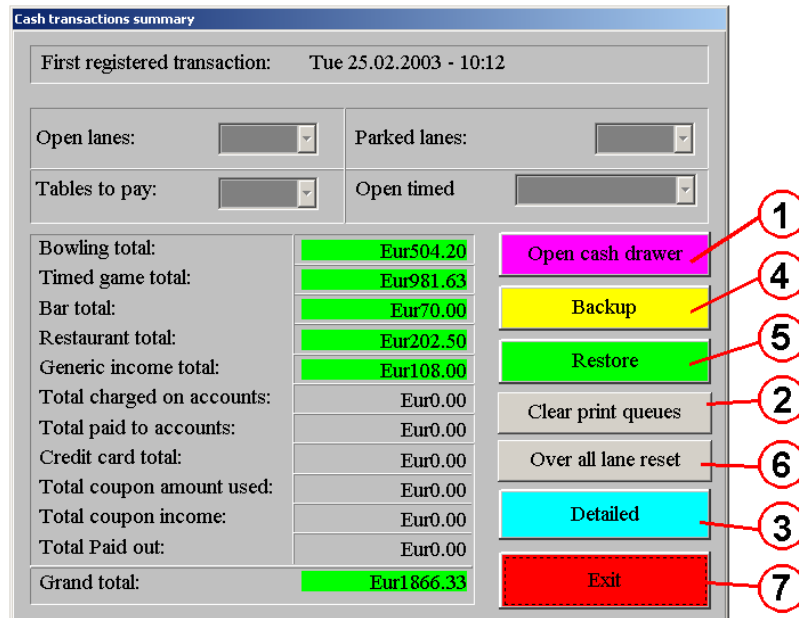 Cash transactions summary
First registered transaction: Tue 25.02.2003 - 10:12
Open lanes: Parked lanes:
Tables to pay: Open timed
1
Bowling total: Eur504.20 Open cash drawer
Timed game total: Eur981.63
4
Bar total: Eur70.00 Backup
Restaurant total: Eur202.50
5
Generic income total: Eur108.00 Restore
Total charged on accounts: Eur0.00 Clear print queues 2
Total paid to accounts: Eur0.00
Credit card total: Eur0.00 Over all lane reset 6
Total coupon amount used: Eur0.00
Total coupon income: Eur0.00 Detailed 3
Total Paid out: Eur0.00
Grand total: Eur1866.33 Exit 7